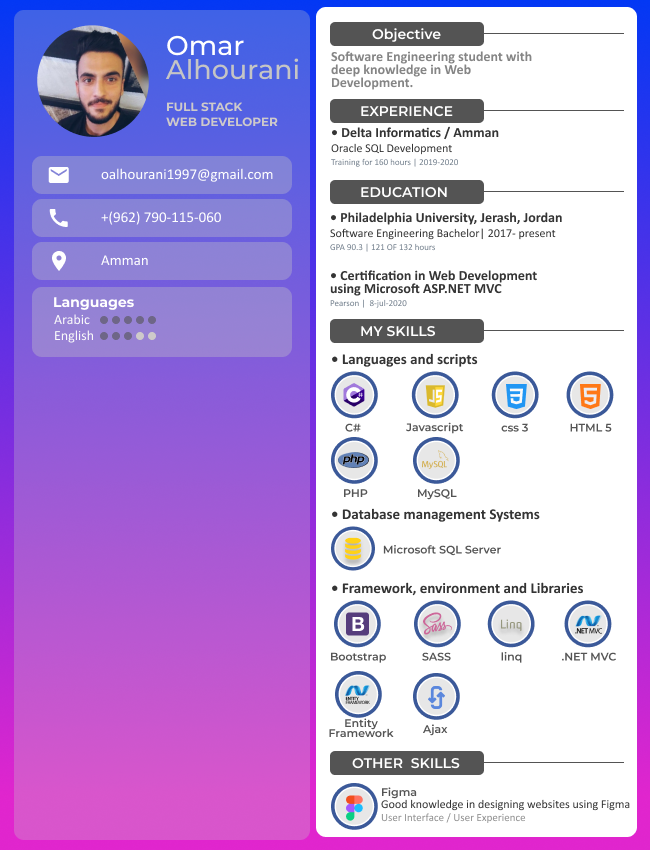 Omar
Alhourani
FULL STACK
WEB DEVELOPER
oalhourani1997@gmail.com
+(962) 790-115-060
Amman
Languages
Arabic
English
Objective
Software Engineering student with
deep knowledge in Web
Development.
EXPERIENCE
• Delta Informatics / Amman
Oracle SQL Development
Training for 160 hours | 2019-2020
EDUCATION
• Philadelphia University, Jerash, Jordan
Software Engineering Bachelor| 2017- present
GPA 90.3 | 121 OF 132 hours
• Certification in Web Development
using Microsoft ASP.NET MVC
Pearson | 8-jul-2020
MY SKILLS
• Languages and scripts
C#
JS
3
5
C# Javascript css 3 HTML 5
php
MySQL
PHP MySQL
• Database management Systems
Microsoft SQL Server
• Framework, environment and Libraries
B
Sass
Linq
.NET MVC
Bootstrap SASS linq .NET MVC
ENTITY
FRAMEWORK
Entity
Framework
Ajax
OTHER SKILLS
Figma
Good knowledge in designing websites using Figma
User Interface / User Experience